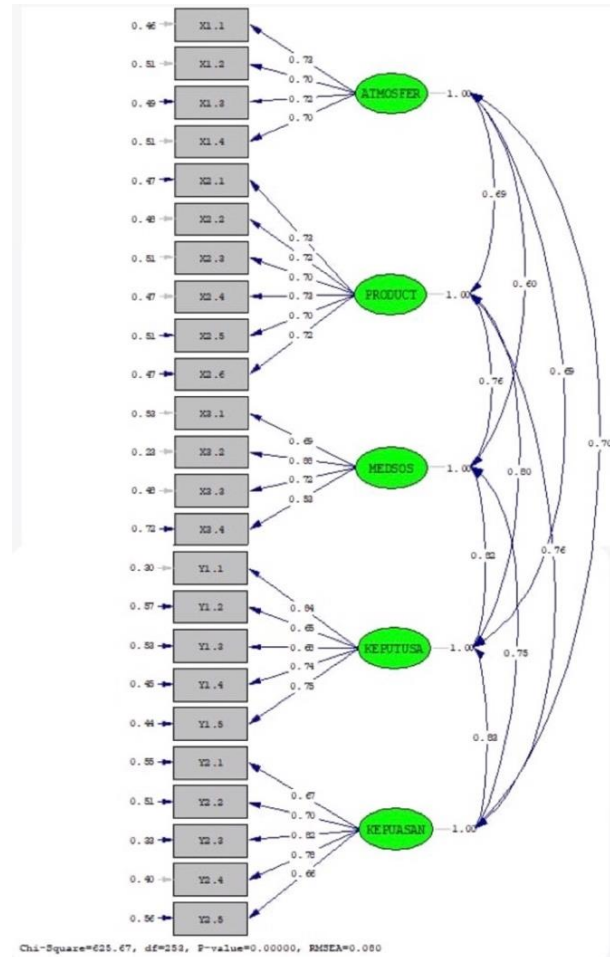 0.46 X1.1
0.51 X1.2
0.49 X1.3
0.51 X1.4
0.47 X2.1
0.48 X2.2
0.51 X2.3
0.47 X2.4
0.51 X2.5
0.47 X2.6
0.53 X3.1
0.23 X3.2
0.48 X3.3
0.72 X3.4
0.30 Y1.1
0.57 Y1.2
0.53 Y1.3
0.45 Y1.4
0.44 Y1.5
0.55 Y2.1
0.51 Y2.2
0.33 Y2.3
0.40 Y2.4
0.56 Y2.5
0.73
0.70
0.72
0.70
0.73
0.72
0.70
0.73
0.70
0.72
0.69
0.88
0.72
0.53
0.84
0.65
0.68
0.74
0.75
0.67
0.70
0.82
0.78
0.66
ATMOSFER 1.00
PRODUCT 1.00
MEDSOS 1.00
KEPUTUSA 1.00
KEPUASAN 1.00
0.69
0.60
0.76
0.69
0.70
0.80
0.82
0.76
0.75
0.83
Chi-Square=625.67, df=253, P-value=0.00000, RMSEA=0.080